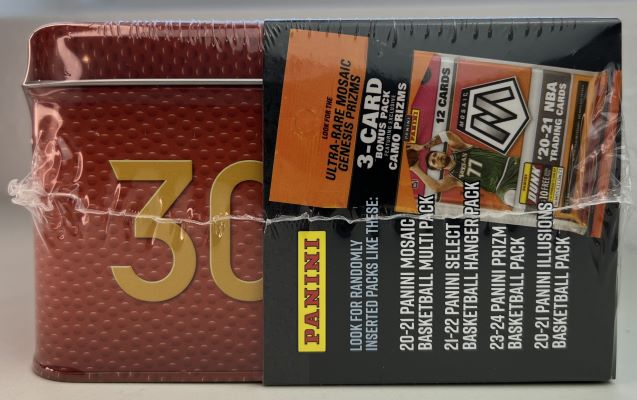 30
LOOK FOR THE
ULTRA-RARE MOSAIC
GENESIS PRIZMS
3-CARD
BONUS PACK
CAMO PRIZMS
12 CARDS
PANINI
MOSAIC
M
'20-21 NBA
TRADING CARDS
77
PANINI
LOOK FOR RANDOMLY
INSERTED PACKS LIKE THESE:
20-21 PANINI MOSAIC
BASKETBALL MULTI PACK
21-22 PANINI SELECT
BASKETBALL HANGER PACK
23-24 PANINI PRIZM
BASKETBALL PACK
20-21 PANINI ILLUSIONS
BASKETBALL PACK